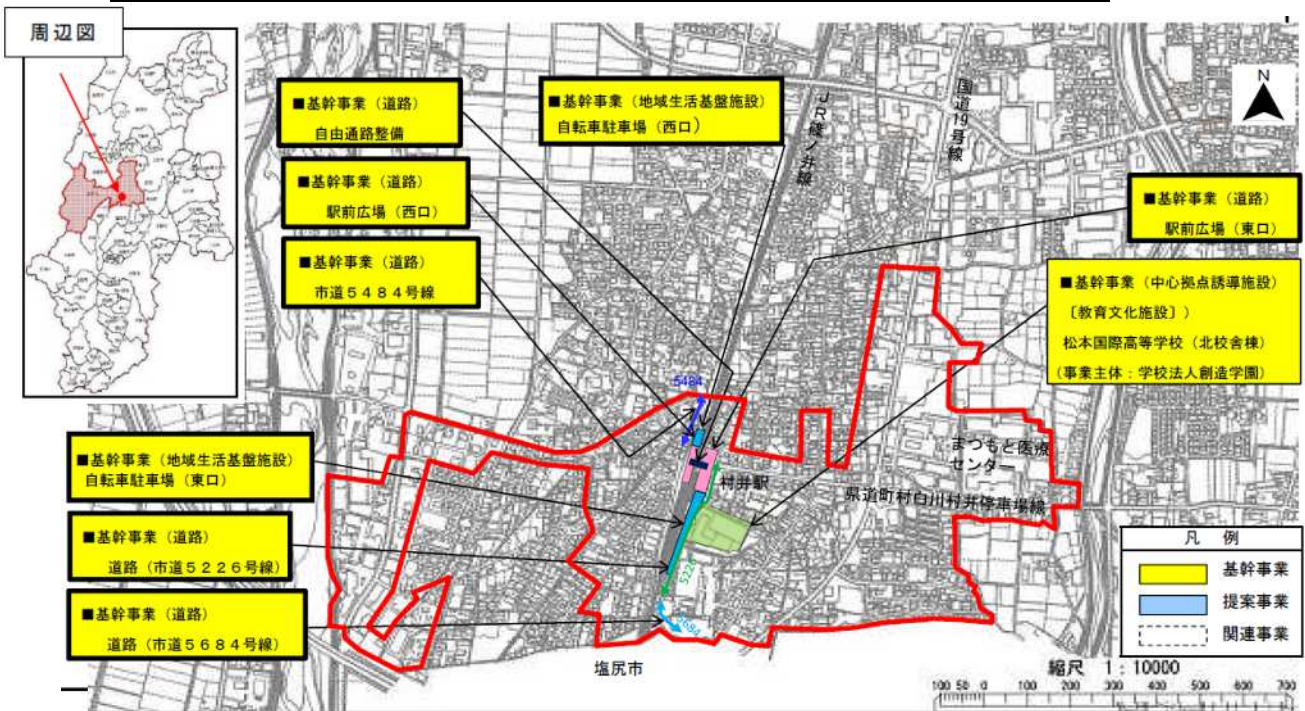 周辺図
■基幹事業（道路）
自由通路整備
■基幹事業（地域生活基盤施設）
自転車駐車場（西口）
■基幹事業（道路）
駅前広場（西口）
■基幹事業（道路）
市道５４８４号線
JR篠ノ井線
国道19号線
N
■基幹事業（道路）
駅前広場（東口）
■基幹事業（中心拠点誘導施設）
〔教育文化施設〕）
松本国際高等学校（北校舎棟）
（事業主体：学校法人創造学園）
5484
まつもと医療
センター
村井駅
県道町村白川村井停車場線
■基幹事業（地域生活基盤施設）
自転車駐車場（東口）
■基幹事業（道路）
道路（市道５２２６号線）
■基幹事業（道路）
道路（市道５６８４号線）
5226
5684
塩尻市
凡 例
基幹事業
提案事業
関連事業
縮尺 1：10000
100 50 0 100 200 300 400 500 600 700